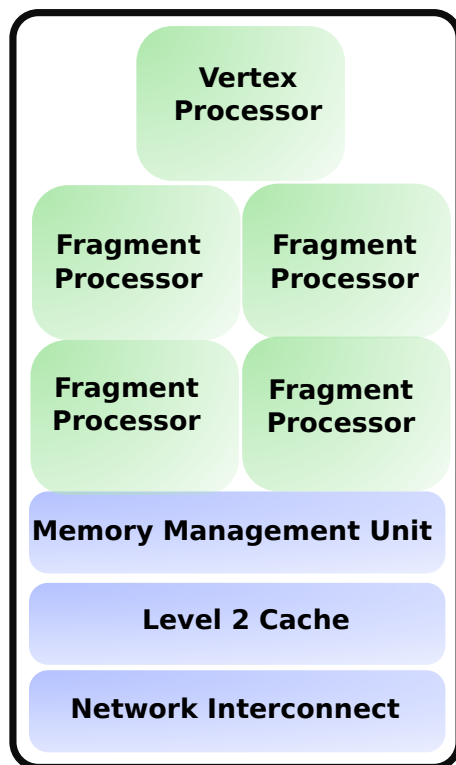 Vertex
Processor
Fragment
Processor
Fragment
Processor
Fragment
Processor
Fragment
Processor
Memory Management Unit
Level 2 Cache
Network Interconnect